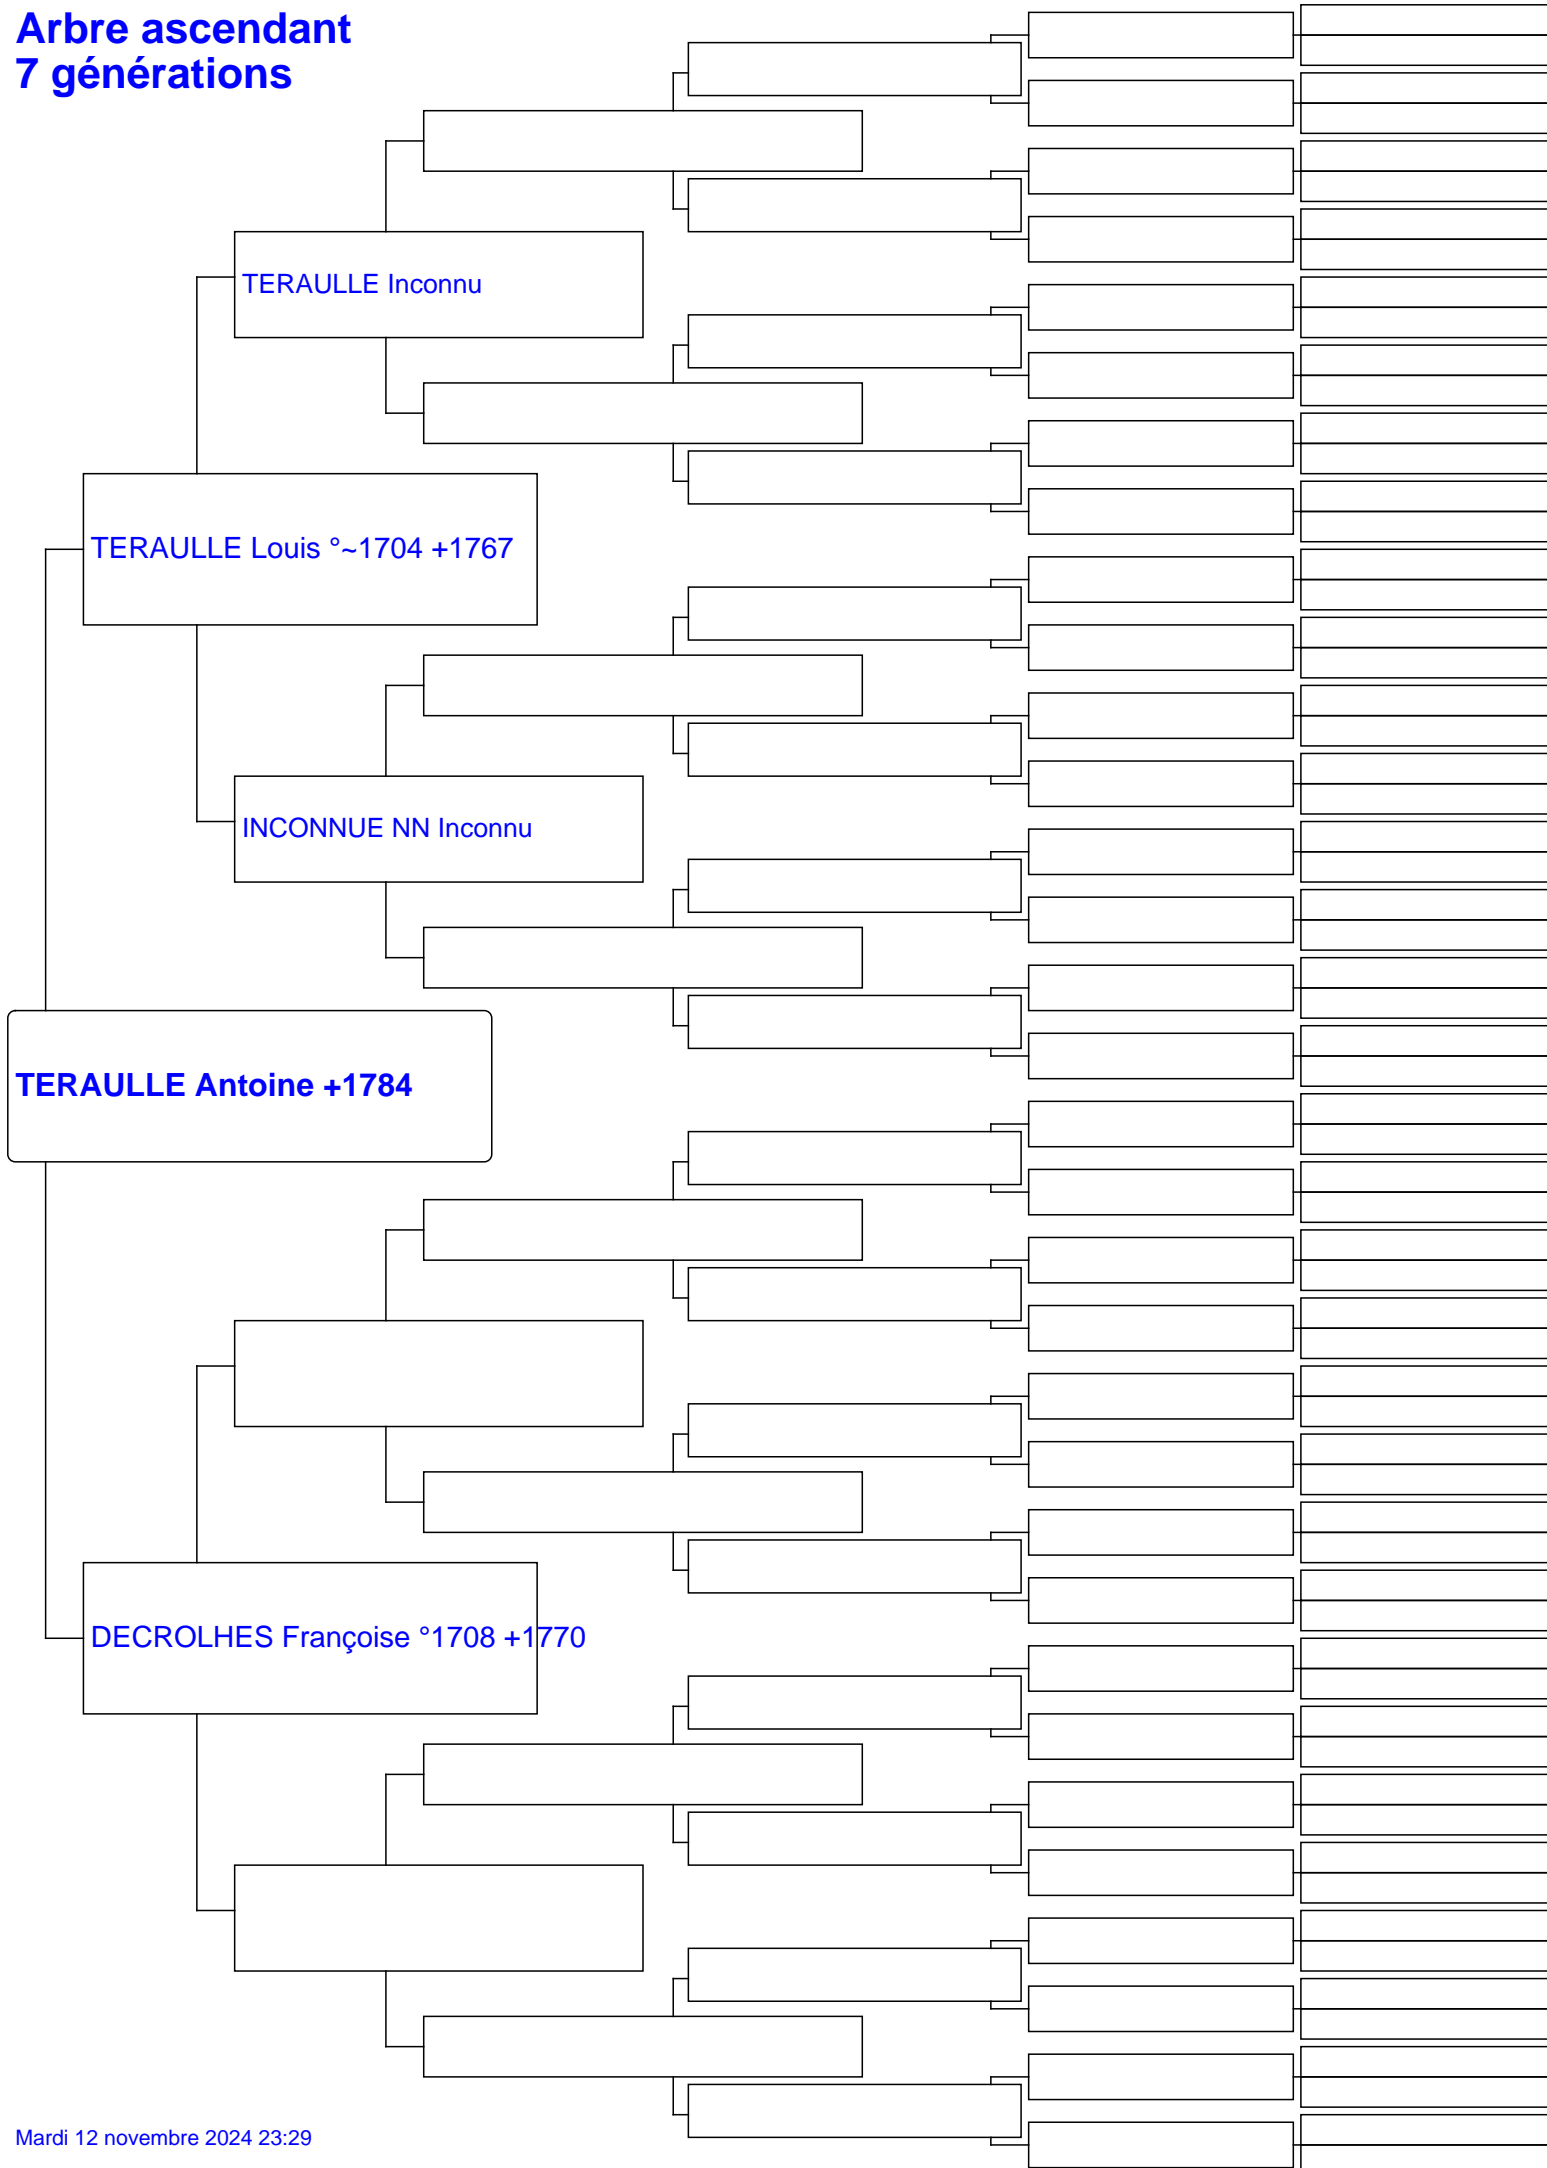 Arbre ascendant
7 générations
TERAULLE Inconnu
TERAULLE Louis °~1704 +1767
INCONNUE NN Inconnu
TERAULLE Antoine +1784
DECROLHES Françoise °1708 +1770
Mardi 12 novembre 2024 23:29